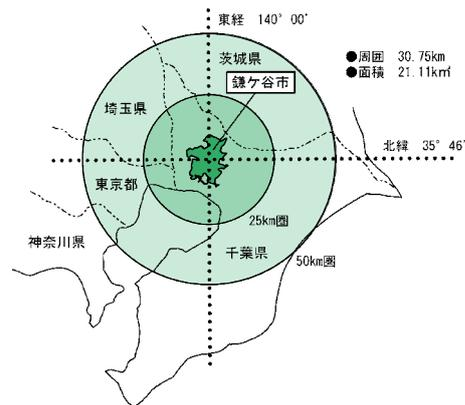 東経 140° 00′
茨城県
●周囲 30.75km
●面積 21.11k㎡
鎌ケ谷市
埼玉県
北緯 35° 46′
東京都
25km圏
神奈川県
千葉県
50km圏